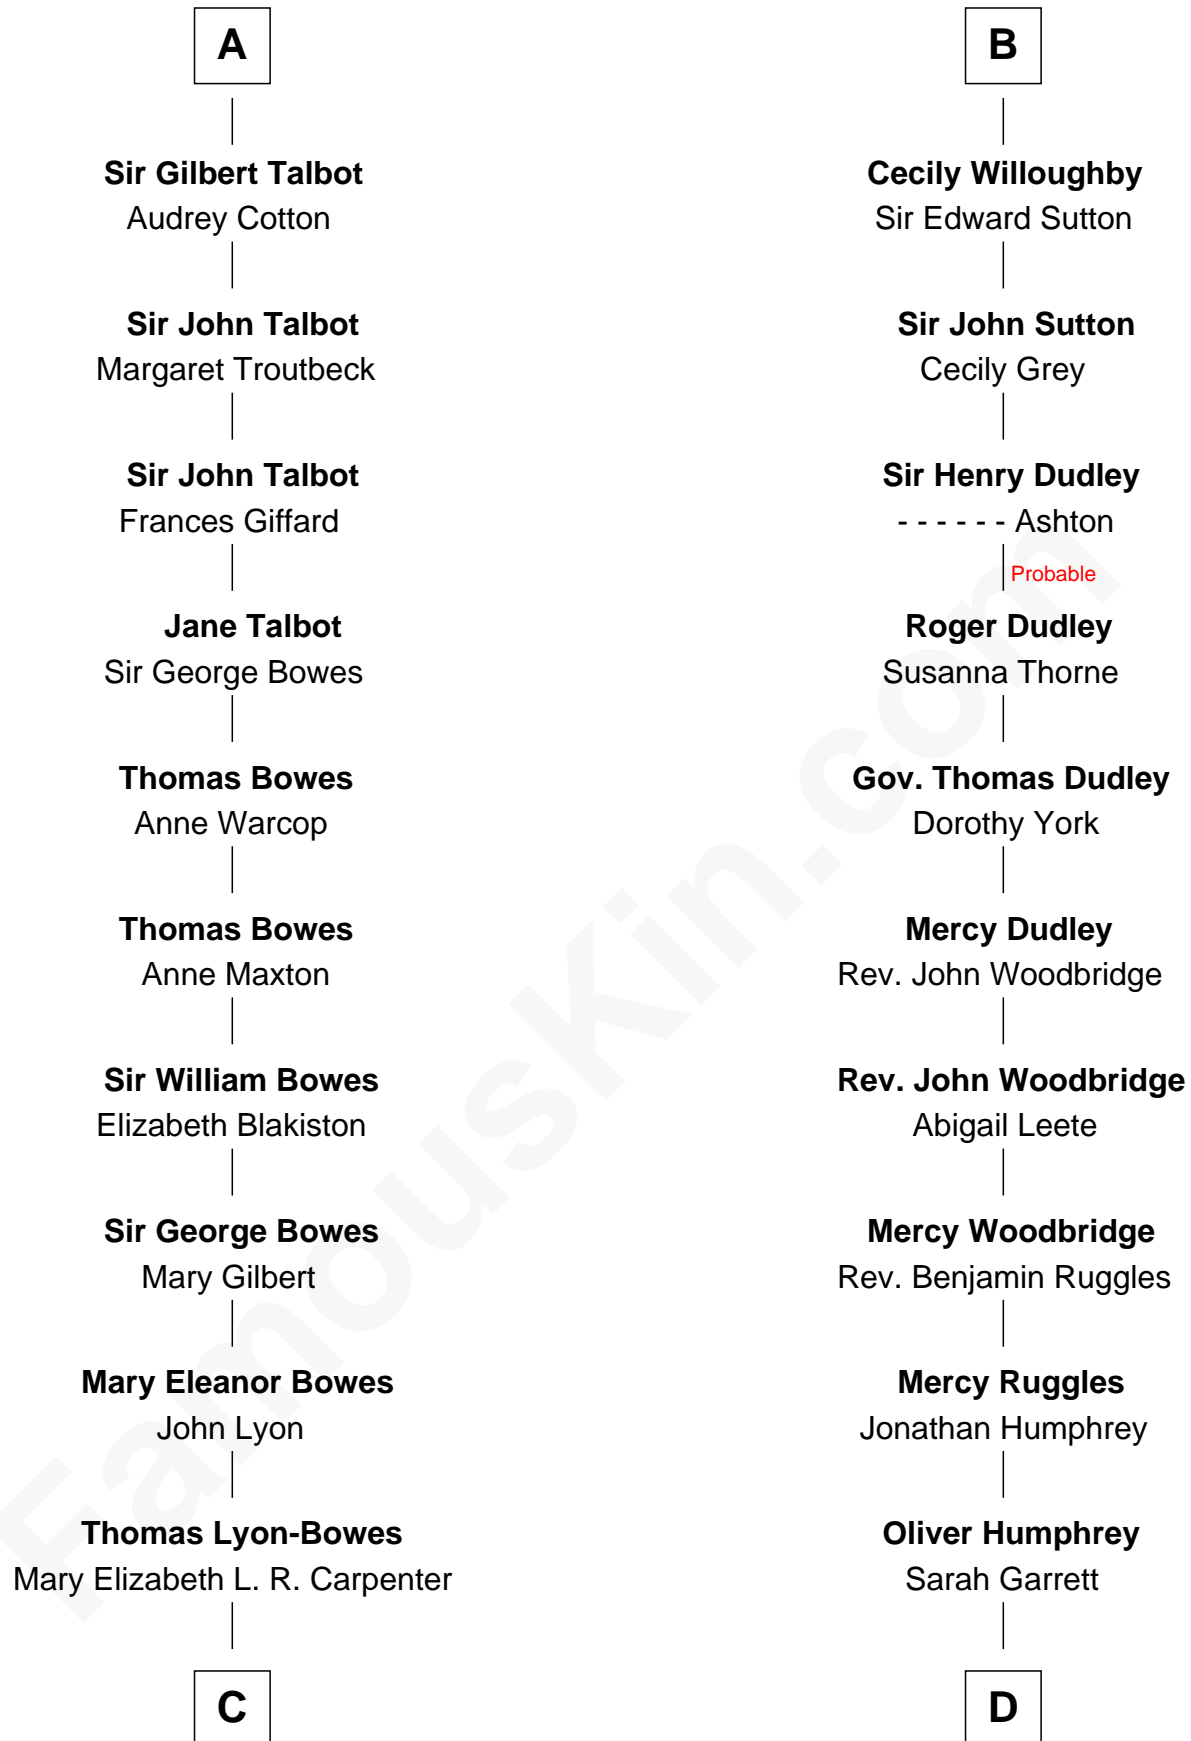 A
Sir Gilbert Talbot
Audrey Cotton
Sir John Talbot
Margaret Troutbeck
Sir John Talbot
Frances Giffard
Jane Talbot
Sir George Bowes
Thomas Bowes
Anne Warcop
Thomas Bowes
Anne Maxton
Sir William Bowes
Elizabeth Blakiston
Sir George Bowes
Mary Gilbert
Mary Eleanor Bowes
John Lyon
Thomas Lyon-Bowes
Mary Elizabeth L. R. Carpenter
C
B
Cecily Willoughby
Sir Edward Sutton
Sir John Sutton
Cecily Grey
Sir Henry Dudley
- - - - - - Ashton
Probable
Roger Dudley
Susanna Thorne
Gov. Thomas Dudley
Dorothy York
Mercy Dudley
Rev. John Woodbridge
Rev. John Woodbridge
Abigail Leete
Mercy Woodbridge
Rev. Benjamin Ruggles
Mercy Ruggles
Jonathan Humphrey
Oliver Humphrey
Sarah Garrett
D
FamousKin.com